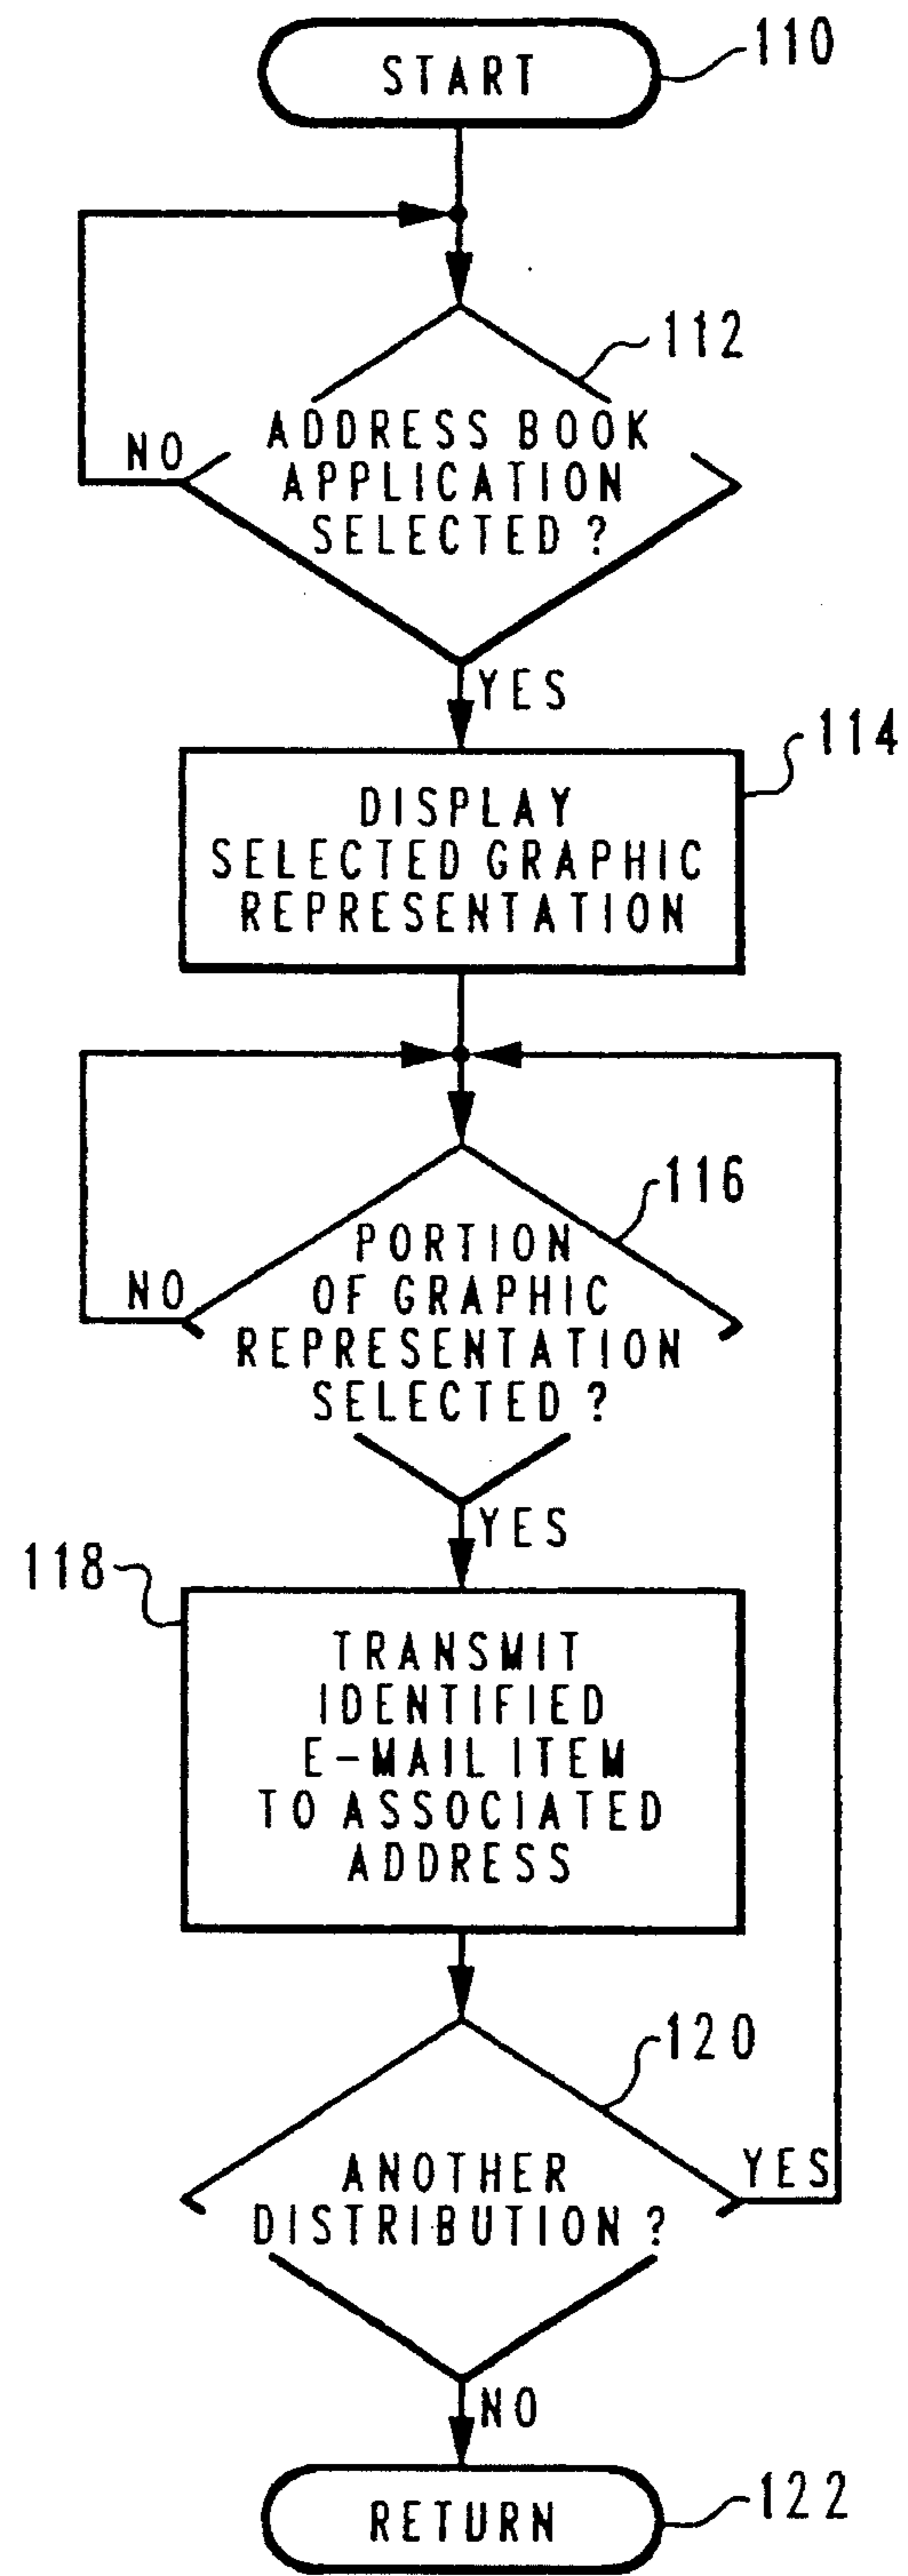 START
110
112
ADDRESS BOOK
APPLICATION
SELECTED ?
NO
YES
114
DISPLAY
SELECTED GRAPHIC
REPRESENTATION
116
PORTION
OF GRAPHIC
REPRESENTATION
SELECTED ?
NO
YES
118
TRANSMIT
IDENTIFIED
E-MAIL ITEM
TO ASSOCIATED
ADDRESS
120
ANOTHER
DISTRIBUTION ?
YES
NO
RETURN
122